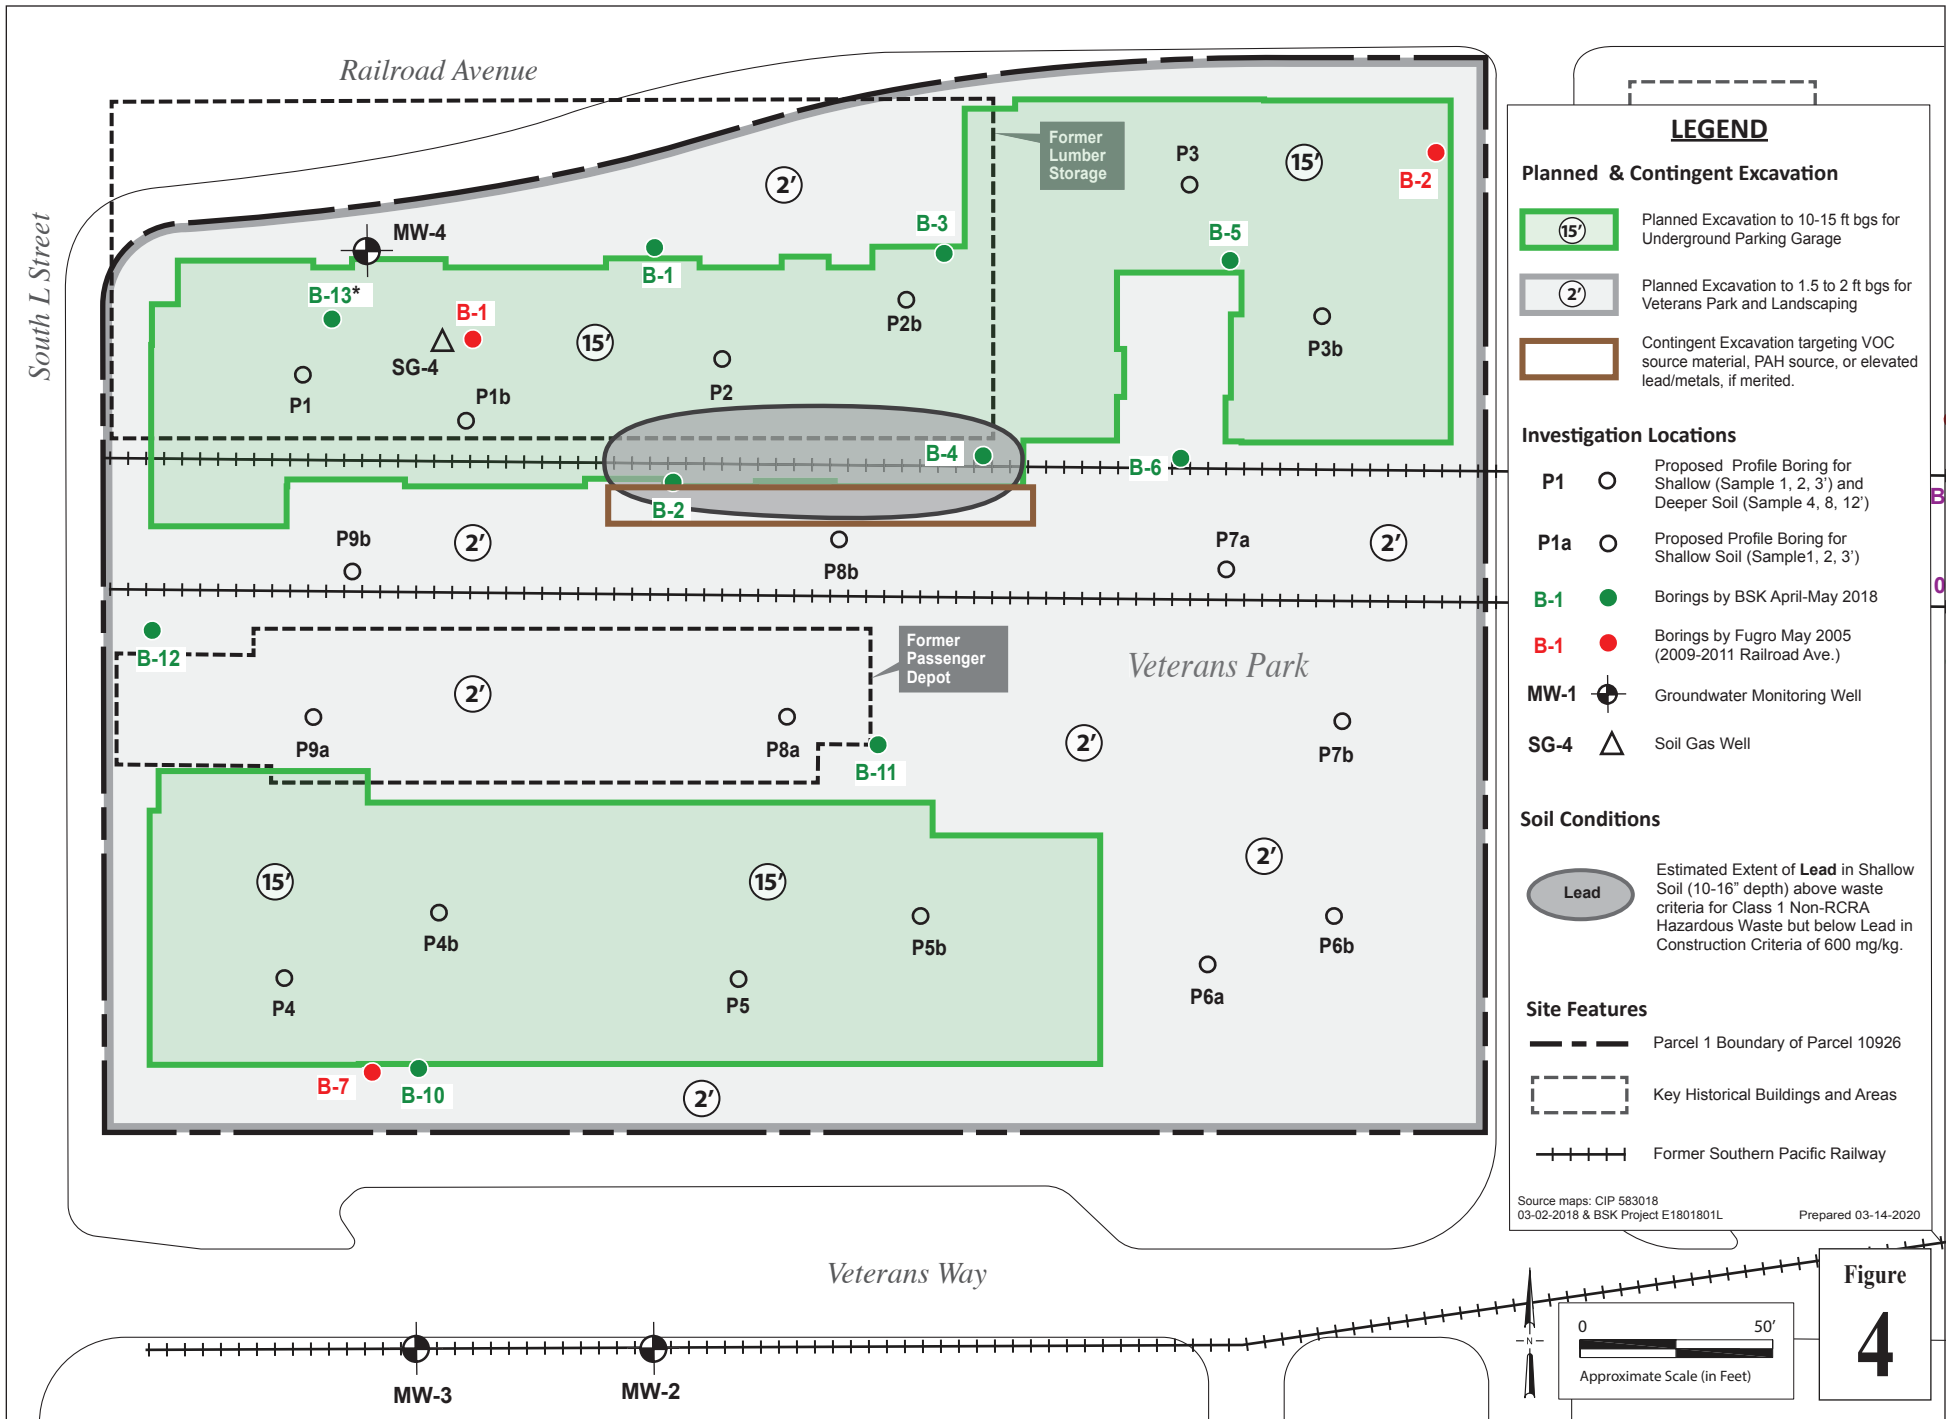 Railroad Avenue
South L Street
Former
Lumber
Storage
2'
P3
15'
B-2
MW-4
B-3
B-5
B-1
B-13*
B-1
SG-4
15'
P2b
P3b
P1
P1b
P2
B-4
B-6
B-2
P9b
2'
P8b
P7a
2'
B-12
Former
Passenger
Depot
Veterans Park
2'
P9a
P8a
B-11
2'
P7b
15'
15'
2'
P4b
P5b
P6b
P4
P5
P6a
B-7
B-10
2'
Veterans Way
MW-3
MW-2
LEGEND
Planned & Contingent Excavation
15'
Planned Excavation to 10-15 ft bgs for
Underground Parking Garage
2'
Planned Excavation to 1.5 to 2 ft bgs for
Veterans Park and Landscaping
Contingent Excavation targeting VOC
source material, PAH source, or elevated
lead/metals, if merited.
Investigation Locations
P1
Proposed Profile Boring for
Shallow (Sample 1, 2, 3') and
Deeper Soil (Sample 4, 8, 12')
P1a
Proposed Profile Boring for
Shallow Soil (Sample1, 2, 3')
B-1
Borings by BSK April-May 2018
B-1
Borings by Fugro May 2005
(2009-2011 Railroad Ave.)
MW-1
Groundwater Monitoring Well
SG-4
Soil Gas Well
Soil Conditions
Lead
Estimated Extent of Lead in Shallow
Soil (10-16" depth) above waste
criteria for Class 1 Non-RCRA
Hazardous Waste but below Lead in
Construction Criteria of 600 mg/kg.
Site Features
Parcel 1 Boundary of Parcel 10926
Key Historical Buildings and Areas
Former Southern Pacific Railway
Source maps: CIP 583018
03-02-2018 & BSK Project E1801801L
Prepared 03-14-2020
B
0
N
0 50'
Approximate Scale (in Feet)
Figure
4